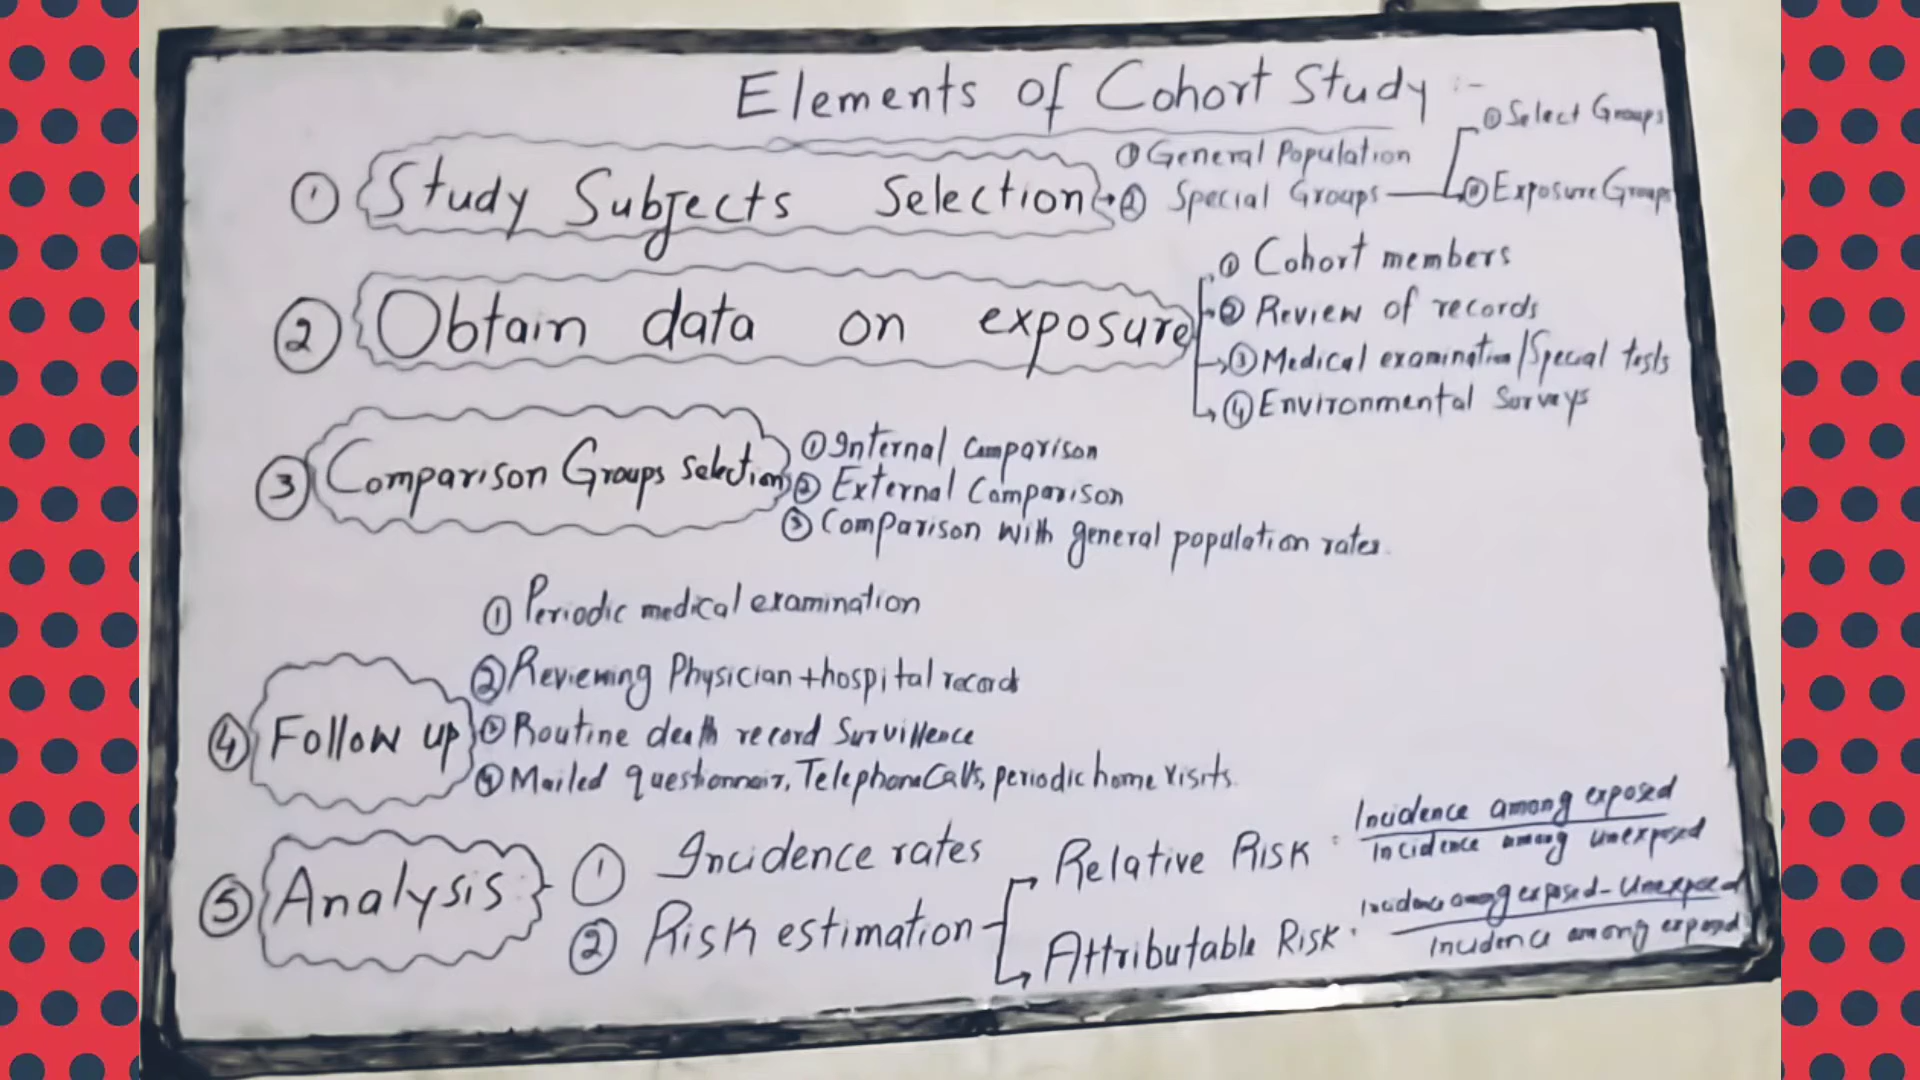 Elements of Cohort Study :-
① Study Subjects Selection
① General Population
② Special Groups
① Select Groups
② Exposure Groups
② Obtain data on exposure
① Cohort members
② Review of records
③ Medical examination/Special tests
④ Environmental Surveys
③ Comparison Groups Selection
① Internal Comparison
② External Comparison
③ Comparison with general population rates.
④ Follow up
① Periodic medical examination
② Reviewing Physician + hospital records
③ Routine death record Survillence
④ Mailed questionnair, Telephone Calls, periodic home visits.
⑤ Analysis
① Incidence rates
② Risk estimation
Relative Risk = Incidence among exposed
Incidence among unexposed
Attributable Risk = Incidence among exposed - Unexposed
Incidence among exposed